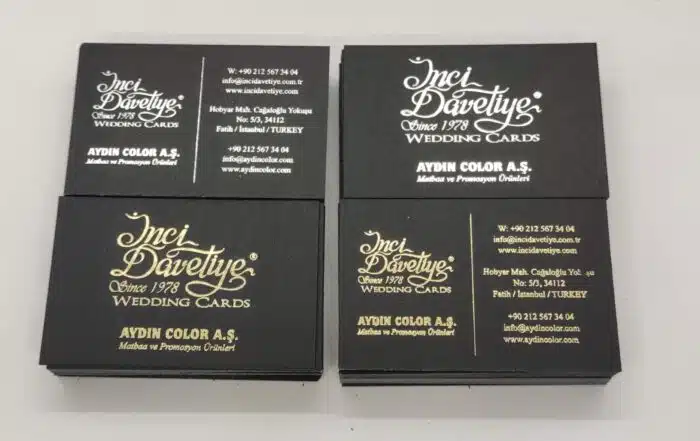 İnci
Davetiye®
Since 1978
WEDDING CARDS
AYDIN COLOR A.Ş.
Matbaa ve Promosyon Ürünleri
W: +90 212 567 34 04
info@incidavetiye.com.tr
www.incidavetiye.com
Hobyar Mah. Cağaloğlu Yokuşu
No: 5/3, 34112
Fatih / İstanbul / TURKEY
+90 212 567 34 04
info@aydincolor.com
www.aydincolor.com
İnci
Davetiye®
Since 1978
WEDDING CARDS
AYDIN COLOR A.Ş.
Matbaa ve Promosyon Ürünleri
İnci
Davetiye®
Since 1978
WEDDING CARDS
AYDIN COLOR A.Ş.
Matbaa ve Promosyon Ürünleri
İnci
Davetiye®
Since 1978
WEDDING CARDS
AYDIN COLOR A.Ş.
Matbaa ve Promosyon Ürünleri
W: +90 212 567 34 04
info@incidavetiye.com.tr
www.incidavetiye.com
Hobyar Mah. Cağaloğlu
No: 5/3, 34112
Fatih / İstanbul / TURKEY
+90 212 567 34 04
info@aydincolor.com
www.aydincolor.com